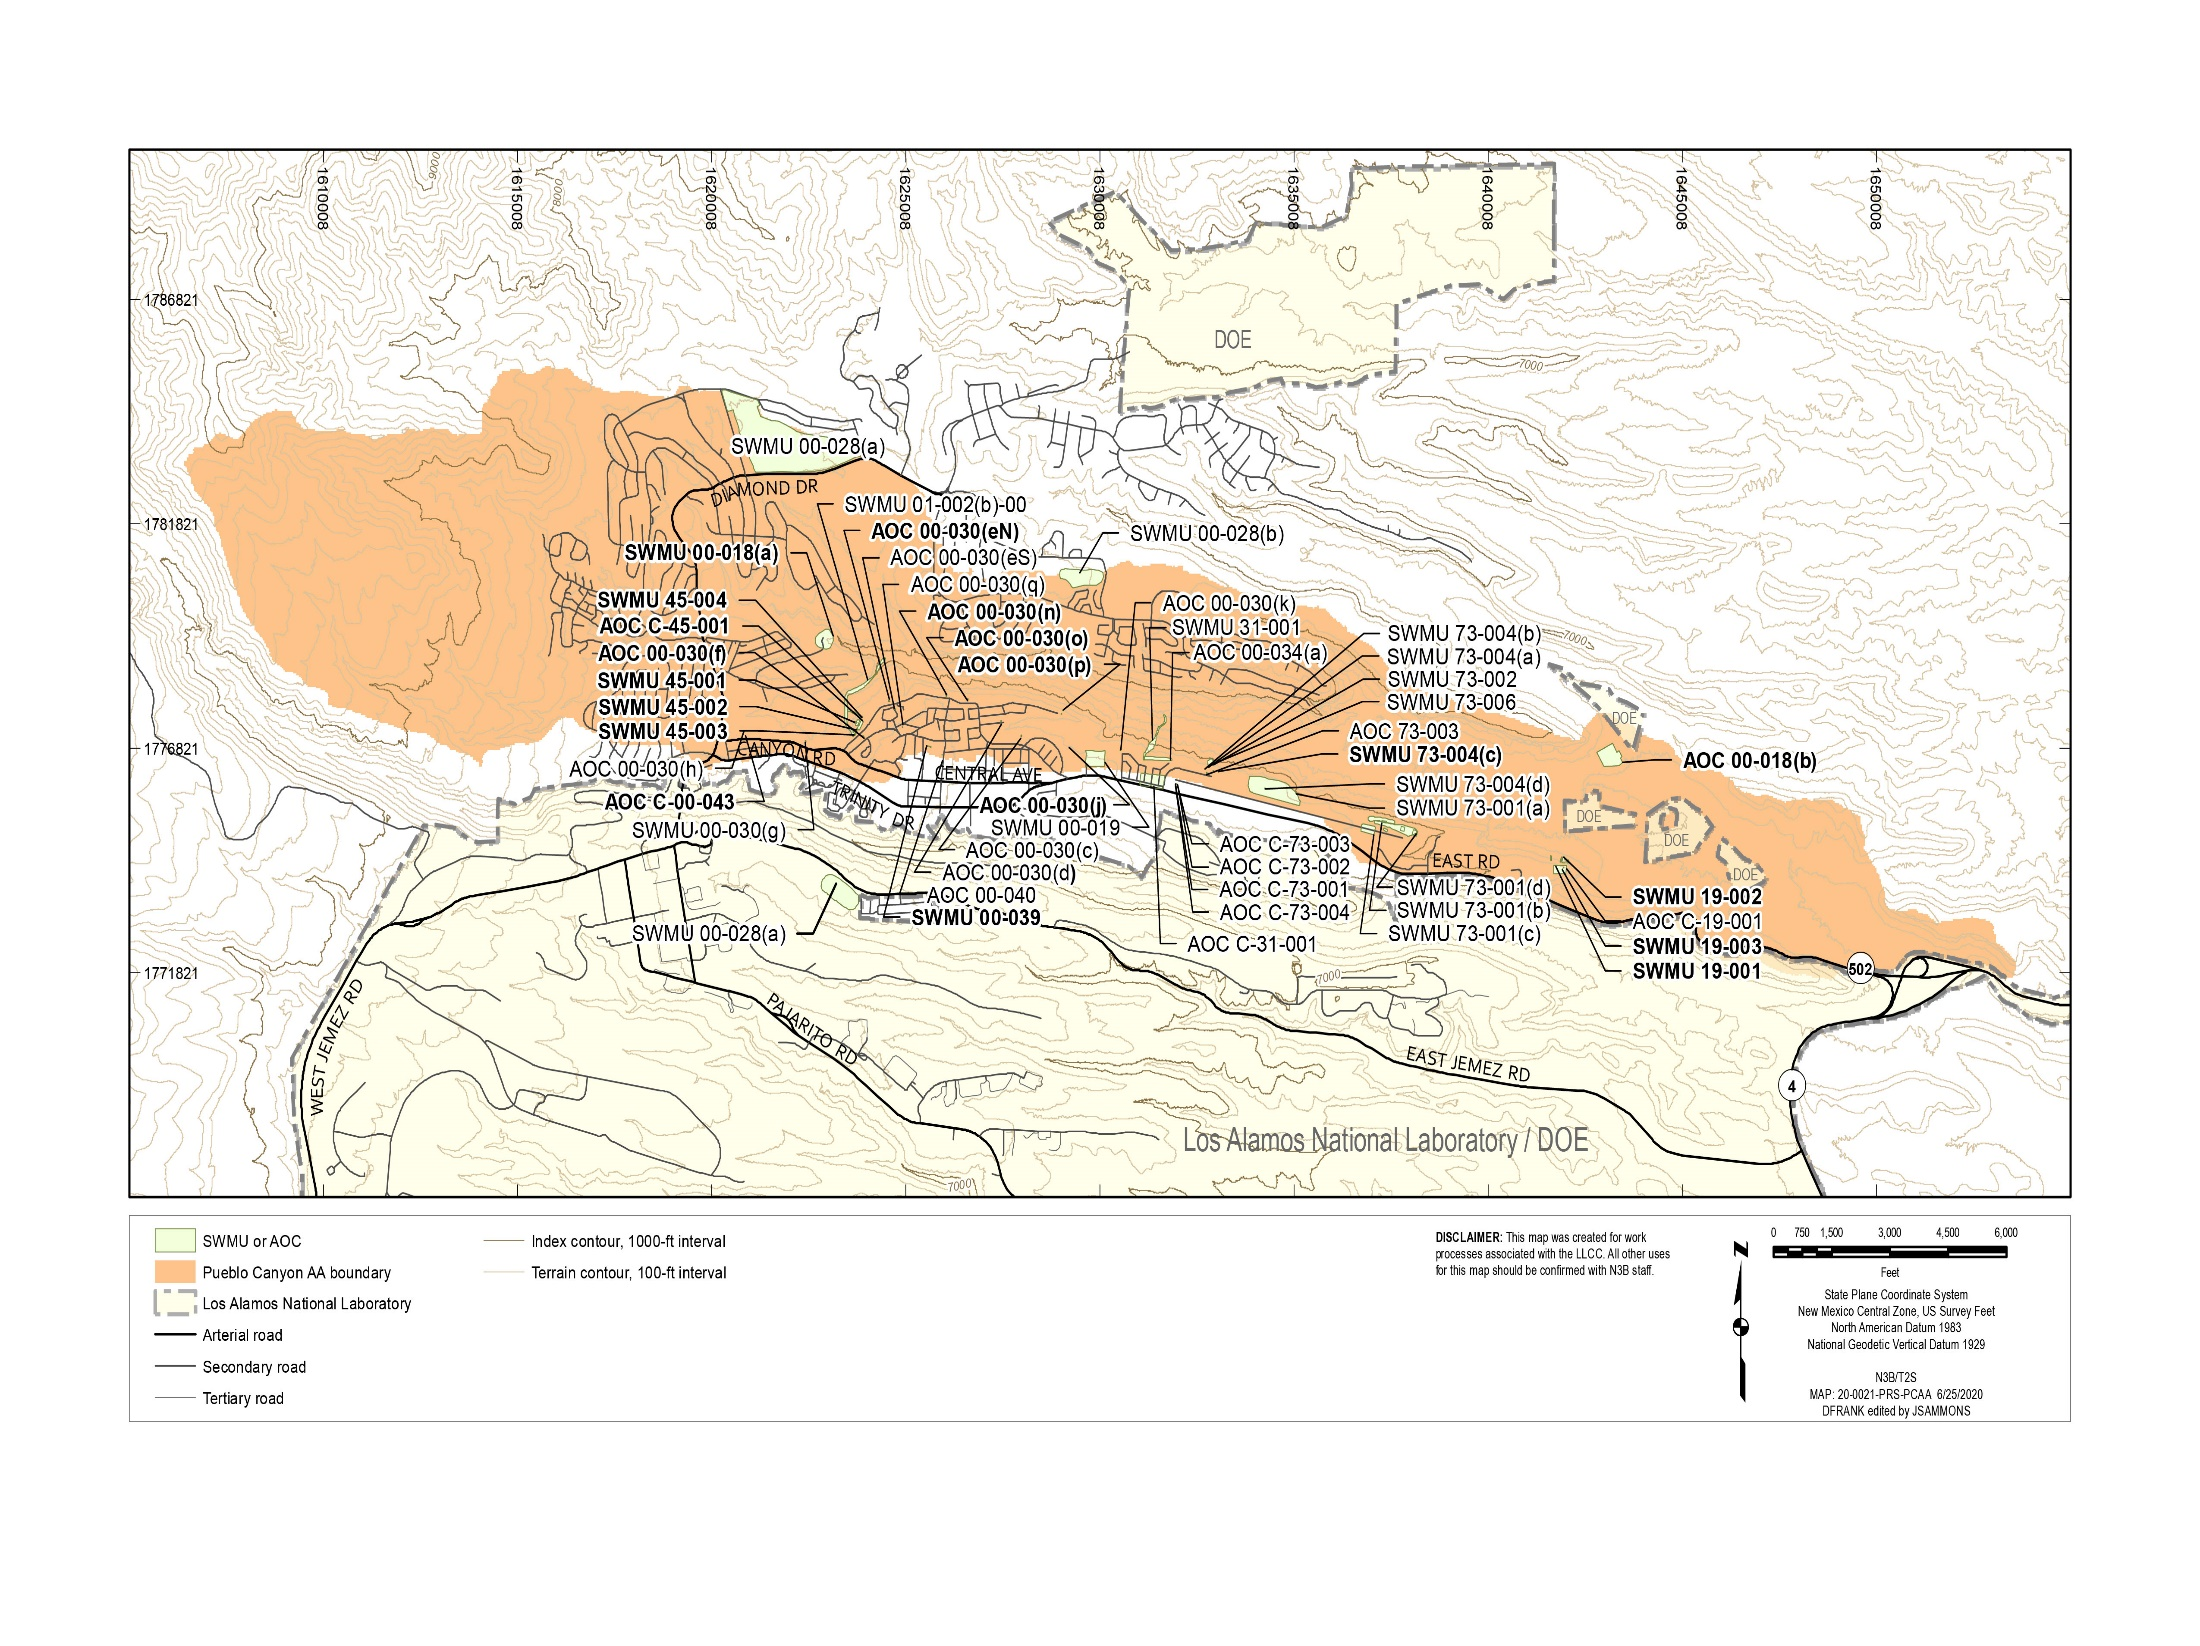 1610008
1615008
1620008
1625008
1630008
1635008
1640008
1645008
1650008
9000
8000
1786821
DOE
7000
SWMU 00-028(a)
DIAMOND DR
1781821
SWMU 01-002(b)-00
AOC 00-030(eN)
SWMU 00-028(b)
SWMU 00-018(a)
AOC 00-030(eS)
AOC 00-030(q)
SWMU 45-004
AOC 00-030(n)
AOC 00-030(k)
AOC C-45-001
SWMU 31-001
AOC 00-030(o)
SWMU 73-004(b)
7000
AOC 00-030(f)
AOC 00-034(a)
SWMU 73-004(a)
AOC 00-030(p)
SWMU 45-001
SWMU 73-002
SWMU 45-002
SWMU 73-006
DOE
SWMU 45-003
AOC 73-003
1776821
CANYON RD
SWMU 73-004(c)
AOC 00-018(b)
AOC 00-030(h)
CENTRAL AVE
SWMU 73-004(d)
TRINITY DR
AOC C-00-043
AOC 00-030(j)
SWMU 73-001(a)
DOE
SWMU 00-030(g)
SWMU 00-019
DOE
AOC 00-030(c)
AOC C-73-003
EAST RD
AOC 00-030(d)
AOC C-73-002
DOE
AOC 00-040
AOC C-73-001
SWMU 73-001(d)
SWMU 19-002
SWMU 00-039
AOC C-73-004
SWMU 73-001(b)
AOC C-19-001
SWMU 00-028(a)
AOC C-31-001
SWMU 73-001(c)
SWMU 19-003
1771821
7000
SWMU 19-001
502
WEST JEMEZ RD
PAJARITO RD
EAST JEMEZ RD
4
Los Alamos National Laboratory / DOE
7000
SWMU or AOC
Pueblo Canyon AA boundary
Los Alamos National Laboratory
Arterial road
Secondary road
Tertiary road
Index contour, 1000-ft interval
Terrain contour, 100-ft interval
DISCLAIMER: This map was created for work
processes associated with the LLCC. All other uses
for this map should be confirmed with N3B staff.
N
0 750 1,500 3,000 4,500 6,000
Feet
State Plane Coordinate System
New Mexico Central Zone, US Survey Feet
North American Datum 1983
National Geodetic Vertical Datum 1929
N3B/T2S
MAP: 20-0021-PRS-PCAA 6/25/2020
DFRANK edited by JSAMMONS